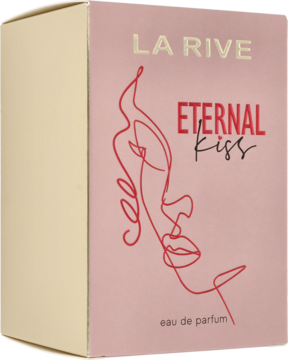 LA RIVE
ETERNAL
kiss
eau de parfum